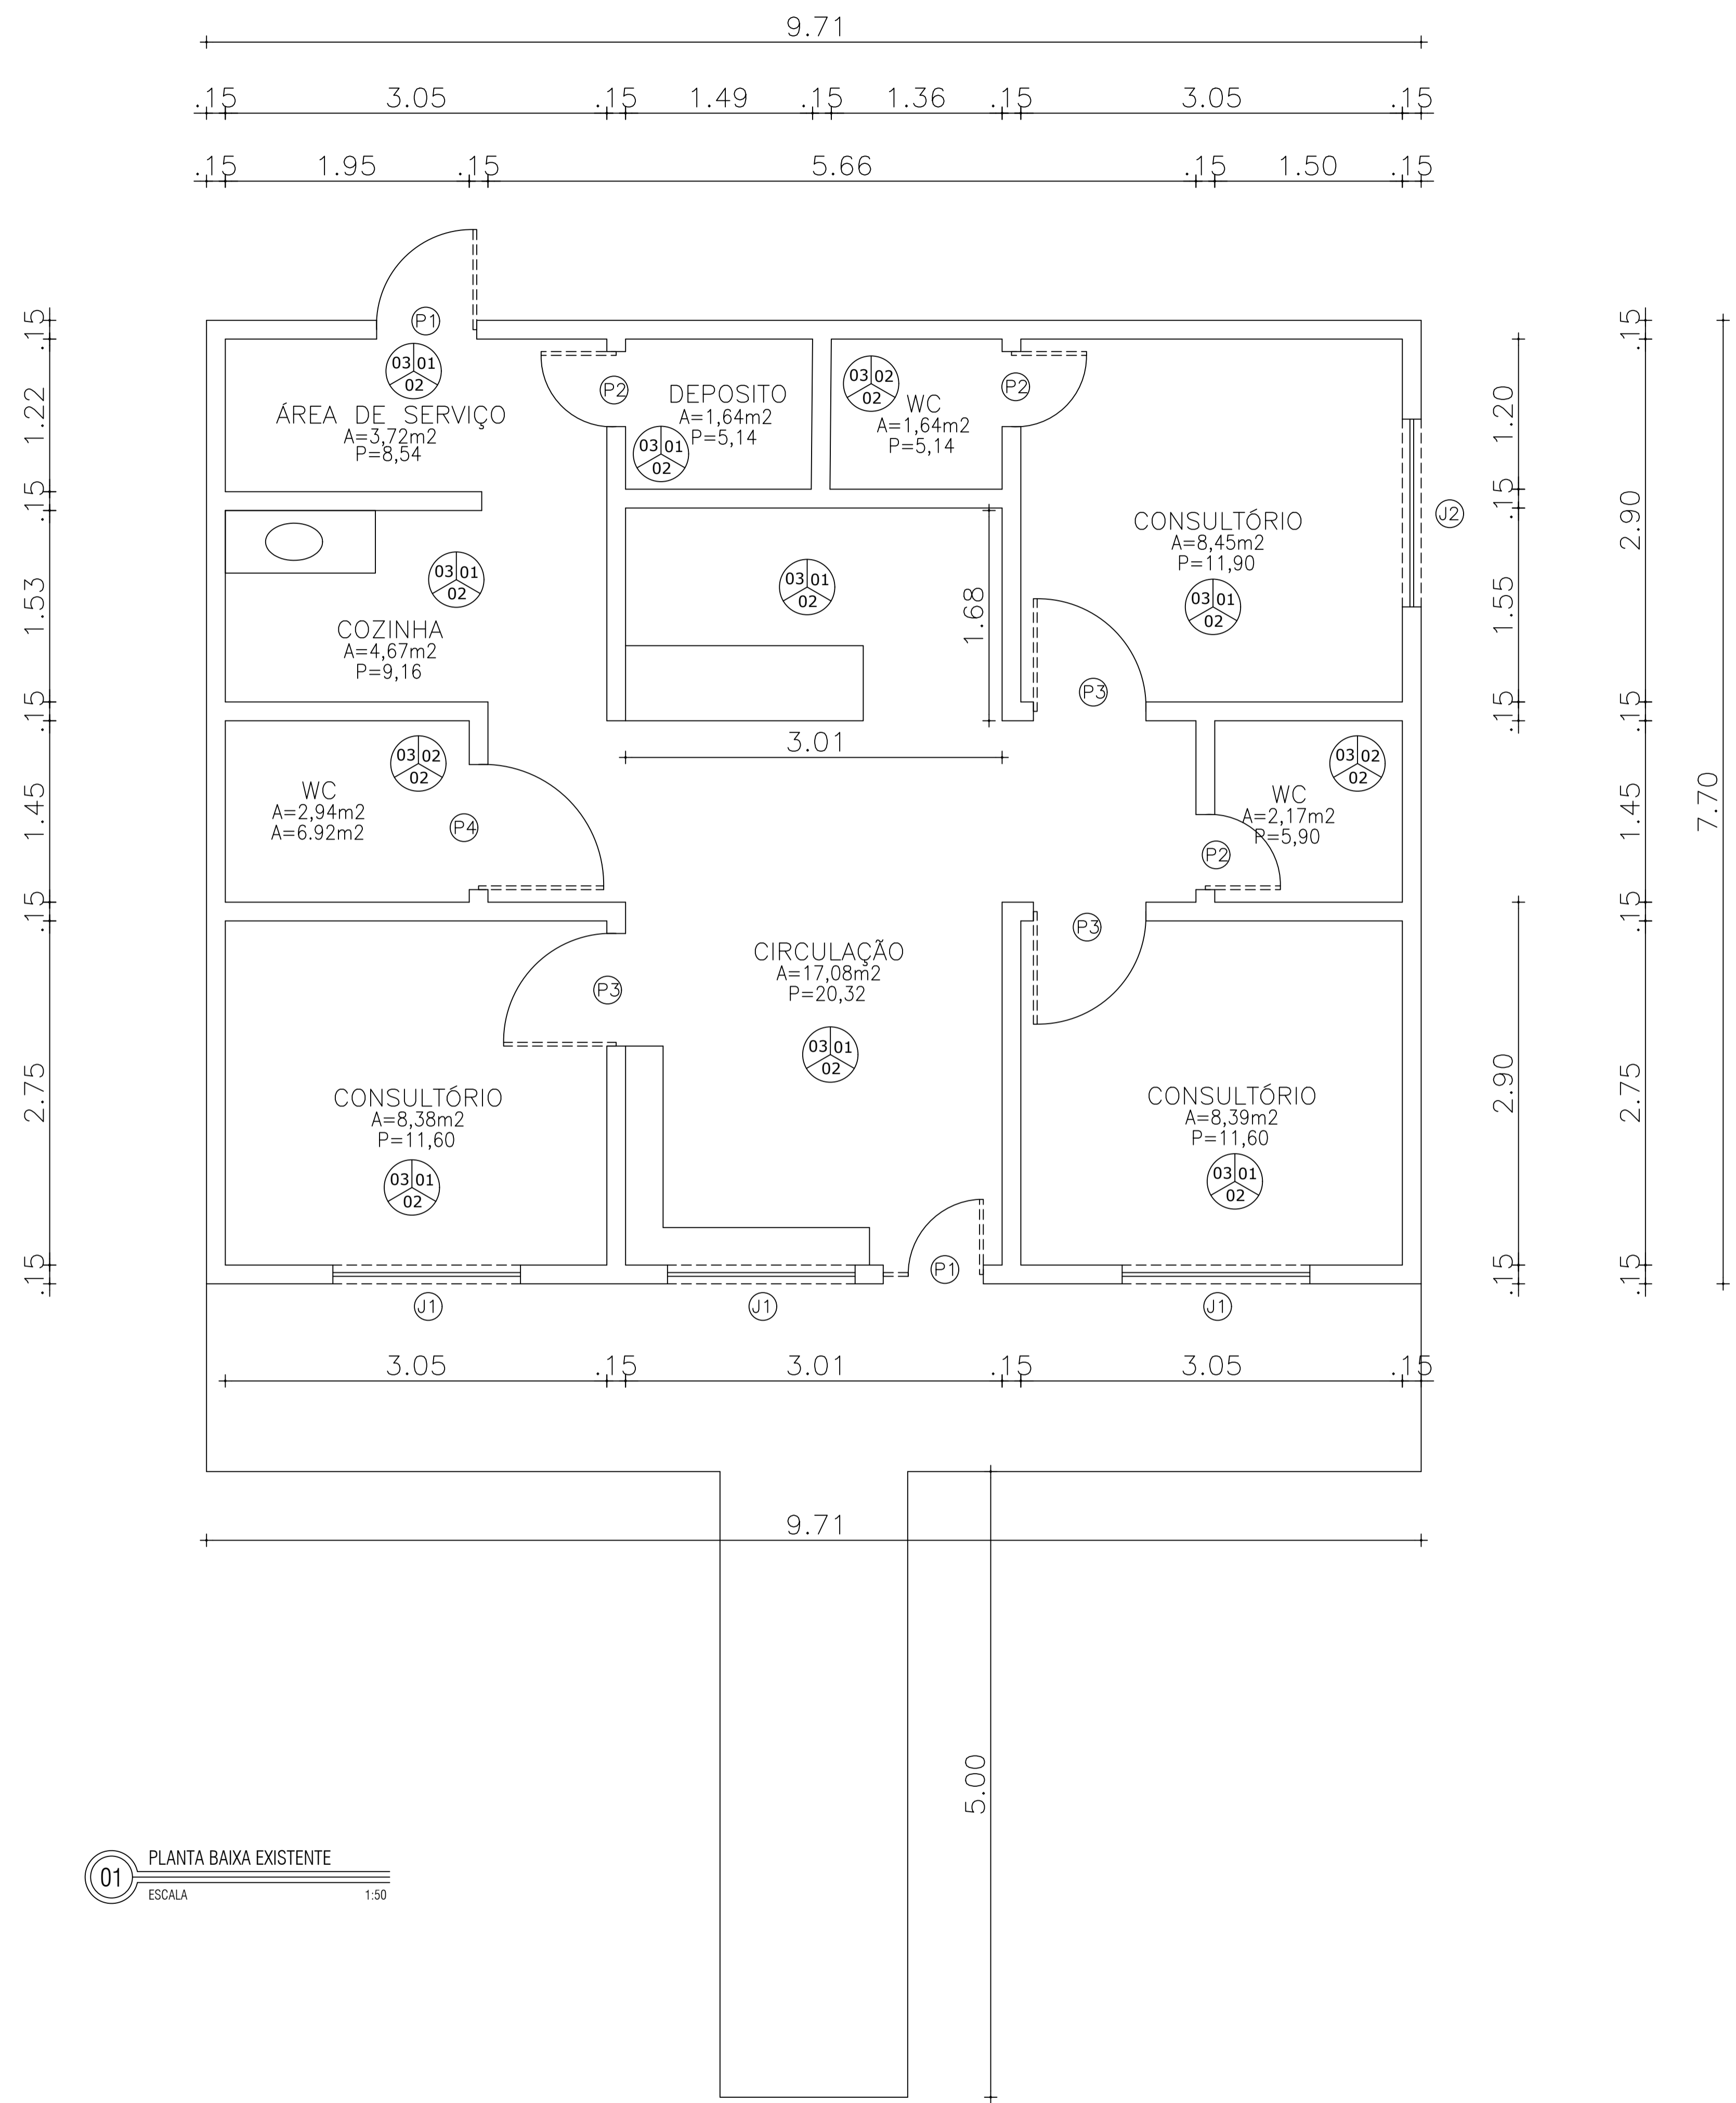 9.71
.15 3.05 .15 1.49 .15 1.36 .15 3.05 .15
.15 1.95 .15 5.66 .15 1.50 .15
P1
03 01
02
ÁREA DE SERVIÇO
A=3,72m2
P=8,54
P2
DEPOSITO
A=1,64m2
P=5,14
03 01
02
03 02
02
WC
A=1,64m2
P=5,14
P2
CONSULTÓRIO
A=8,45m2
P=11,90
03 01
02
J2
03 01
02
COZINHA
A=4,67m2
P=9,16
03 01
02
1.68
3.01
P3
WC
A=2,94m2
A=6.92m2
03 02
02
P4
03 02
02
WC
A=2,17m2
P=5,90
P2
P3
P3
CIRCULAÇÃO
A=17,08m2
P=20,32
03 01
02
CONSULTÓRIO
A=8,38m2
P=11,60
03 01
02
CONSULTÓRIO
A=8,39m2
P=11,60
03 01
02
P1
J1
J1
J1
.15
1.22
.15
1.53
.15
1.45
.15
2.75
.15
1.20
.15
1.55
.15
2.90
.15
.15
2.90
.15
1.45
.15
2.75
.15
7.70
3.05 .15 3.01 .15 3.05 .15
9.71
5.00
01
PLANTA BAIXA EXISTENTE
ESCALA 1:50